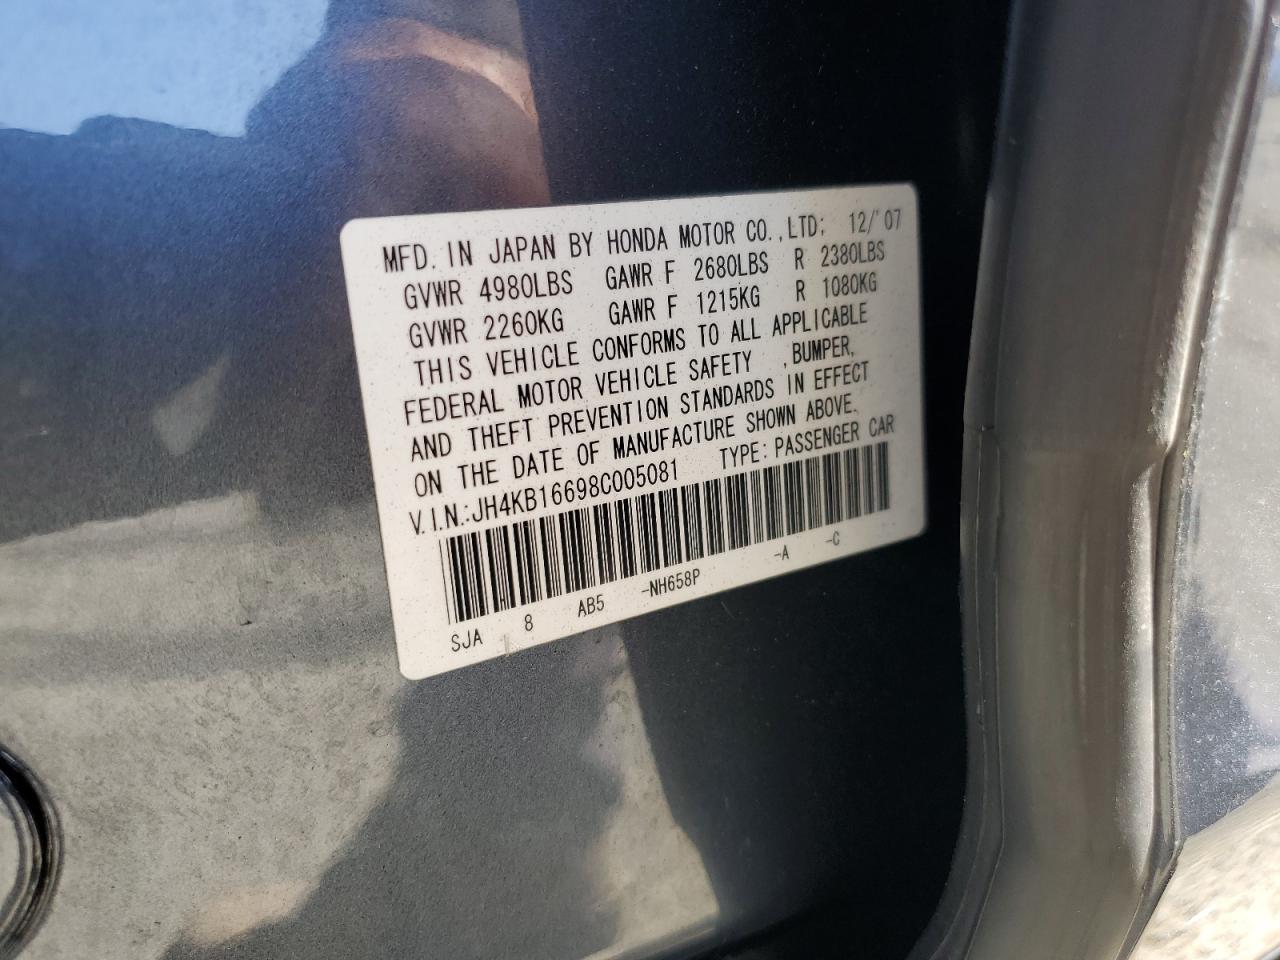 MFD. IN JAPAN BY HONDA MOTOR CO.,LTD; 12/'07
GVWR 4980LBS GAWR F 2680LBS R 2380LBS
GVWR 2260KG GAWR F 1215KG R 1080KG
THIS VEHICLE CONFORMS TO ALL APPLICABLE
FEDERAL MOTOR VEHICLE SAFETY ,BUMPER,
AND THEFT PREVENTION STANDARDS IN EFFECT
ON THE DATE OF MANUFACTURE SHOWN ABOVE.
V.I.N.:JH4KB16698C005081 TYPE:PASSENGER CAR
SJA 8 AB5 -NH658P -A -C